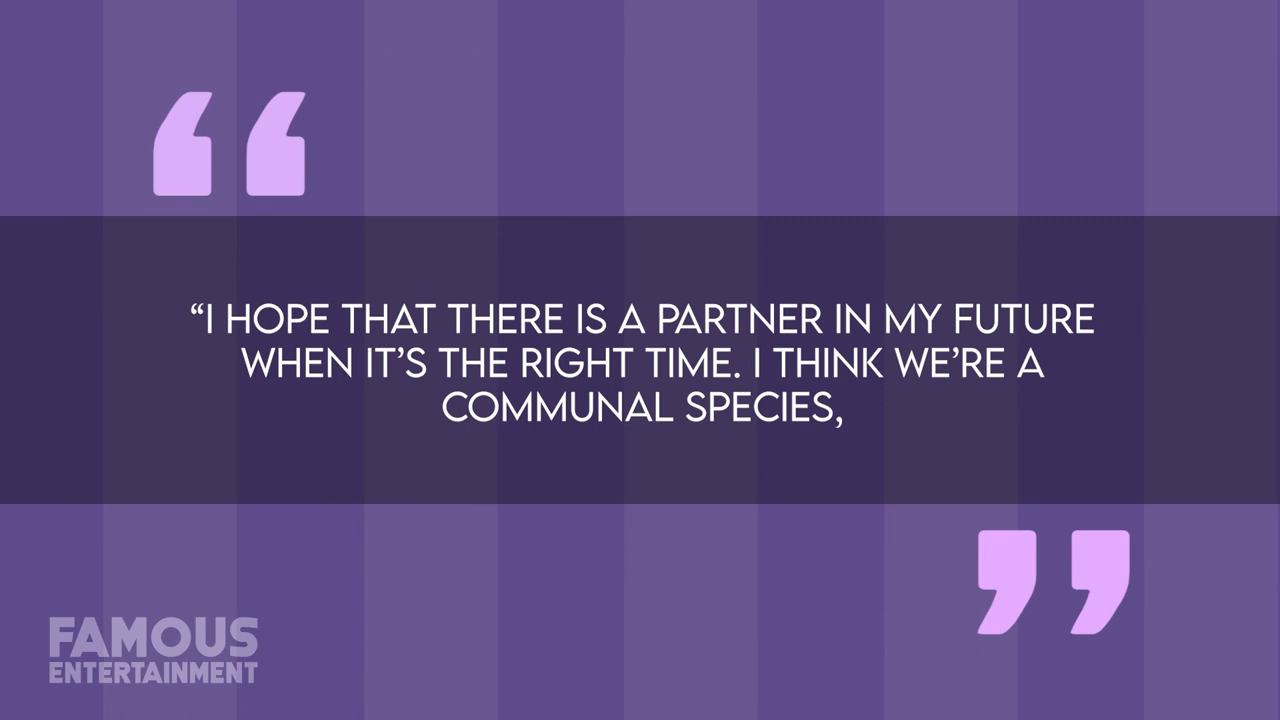 “I HOPE THAT THERE IS A PARTNER IN MY FUTURE
WHEN IT’S THE RIGHT TIME. I THINK WE’RE A
COMMUNAL SPECIES,
FAMOUS
ENTERTAINMENT